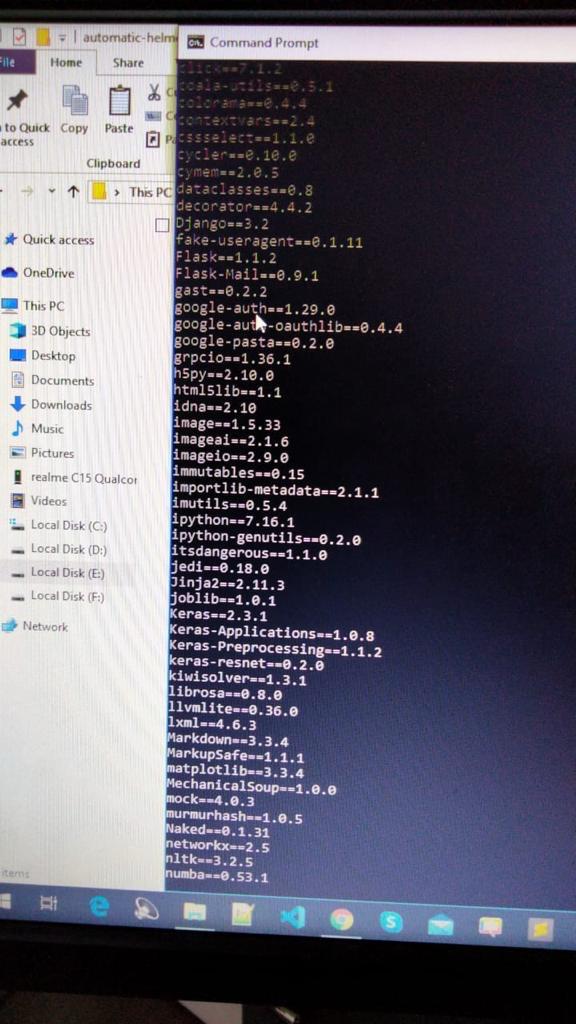 automatic-helm
Command Prompt
File
Home
Share
to Quick
access
Copy
Paste
Clipboard
This PC
Quick access
OneDrive
This PC
3D Objects
Desktop
Documents
Downloads
Music
Pictures
realme C15 Qualcor
Videos
Local Disk (C:)
Local Disk (D:)
Local Disk (E:)
Local Disk (F:)
Network
items
click==7.1.2
coala-utils==0.5.1
colorama==0.4.4
contextvars==2.4
cssselect==1.1.0
cycler==0.10.0
cymem==2.0.5
dataclasses==0.8
decorator==4.4.2
Django==3.2
fake-useragent==0.1.11
Flask==1.1.2
Flask-Mail==0.9.1
gast==0.2.2
google-auth==1.29.0
google-auth-oauthlib==0.4.4
google-pasta==0.2.0
grpcio==1.36.1
h5py==2.10.0
html5lib==1.1
idna==2.10
image==1.5.33
imageai==2.1.6
imageio==2.9.0
immutables==0.15
importlib-metadata==2.1.1
imutils==0.5.4
ipython==7.16.1
ipython-genutils==0.2.0
itsdangerous==1.1.0
jedi==0.18.0
Jinja2==2.11.3
joblib==1.0.1
Keras==2.3.1
Keras-Applications==1.0.8
Keras-Preprocessing==1.1.2
keras-resnet==0.2.0
kiwisolver==1.3.1
librosa==0.8.0
llvmlite==0.36.0
lxml==4.6.3
Markdown==3.3.4
MarkupSafe==1.1.1
matplotlib==3.3.4
MechanicalSoup==1.0.0
mock==4.0.3
murmurhash==1.0.5
Naked==0.1.31
networkx==2.5
nltk==3.2.5
numba==0.53.1